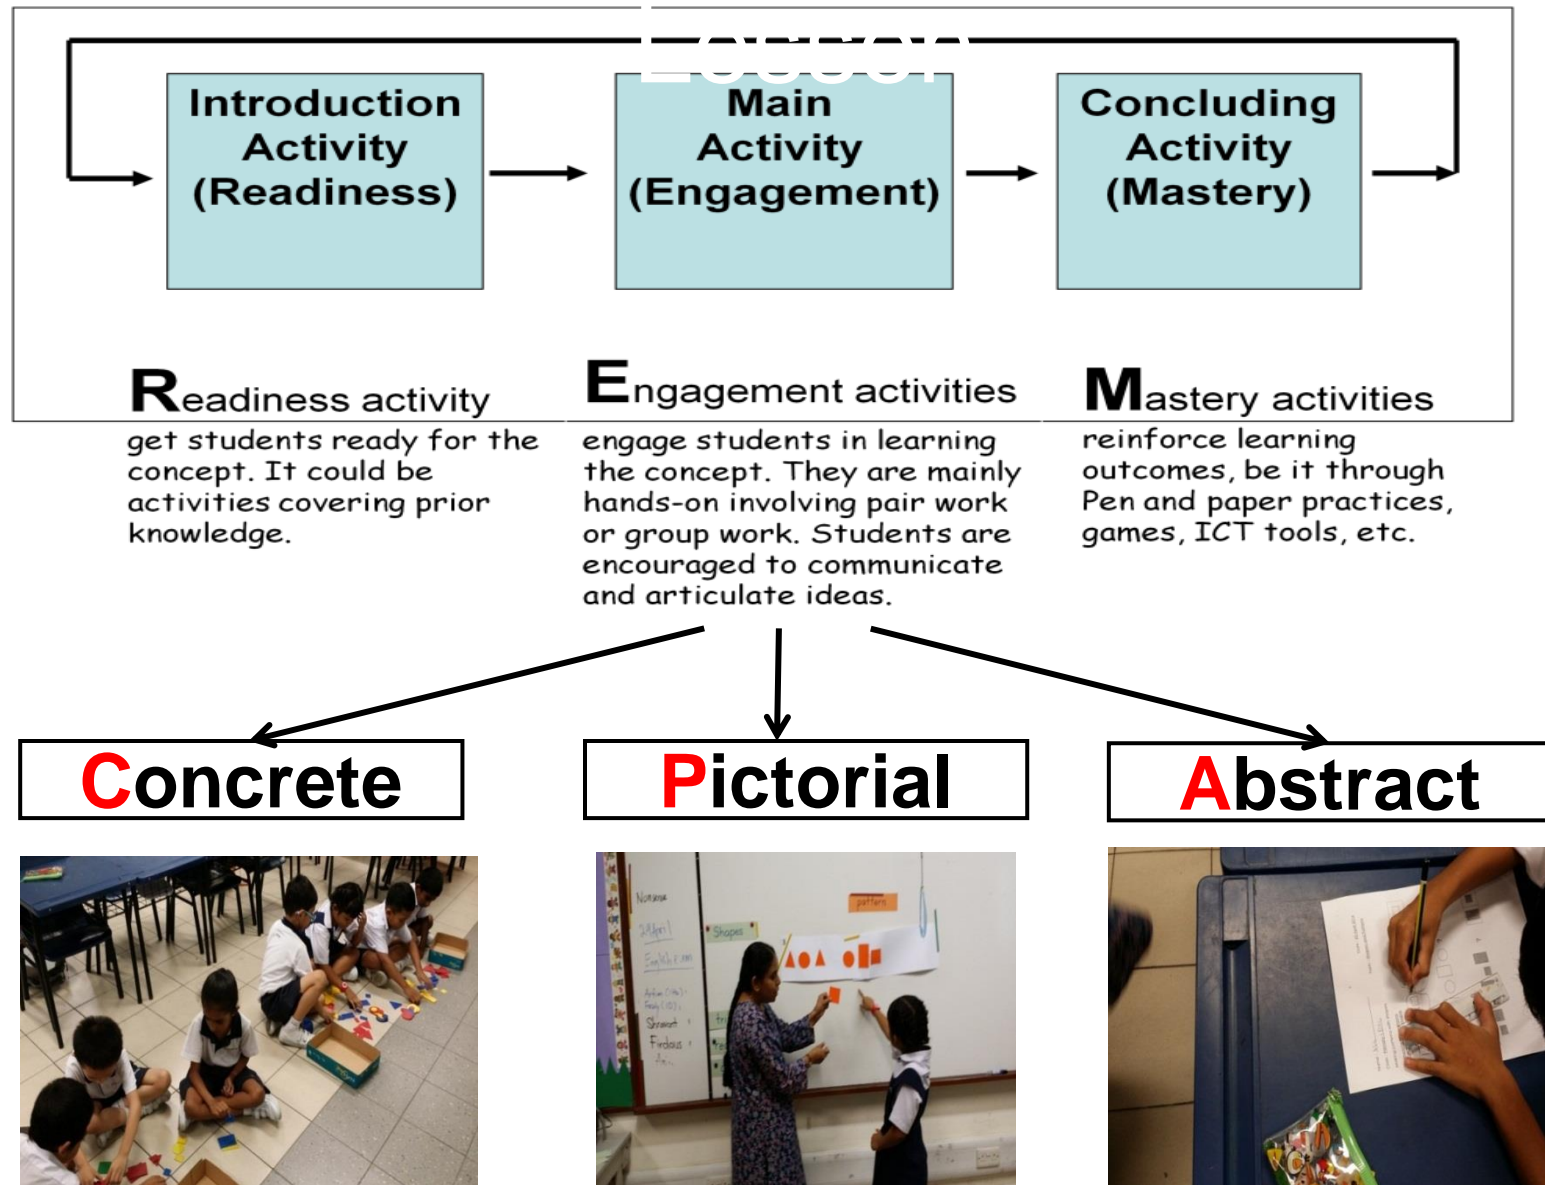 Lesson
Introduction
Activity
(Readiness)
Main
Activity
(Engagement)
Concluding
Activity
(Mastery)
Readiness activity
get students ready for the
concept. It could be
activities covering prior
knowledge.
Engagement activities
engage students in learning
the concept. They are mainly
hands-on involving pair work
or group work. Students are
encouraged to communicate
and articulate ideas.
Mastery activities
reinforce learning
outcomes, be it through
Pen and paper practices,
games, ICT tools, etc.
Concrete
Pictorial
Abstract
Shapes
pattern